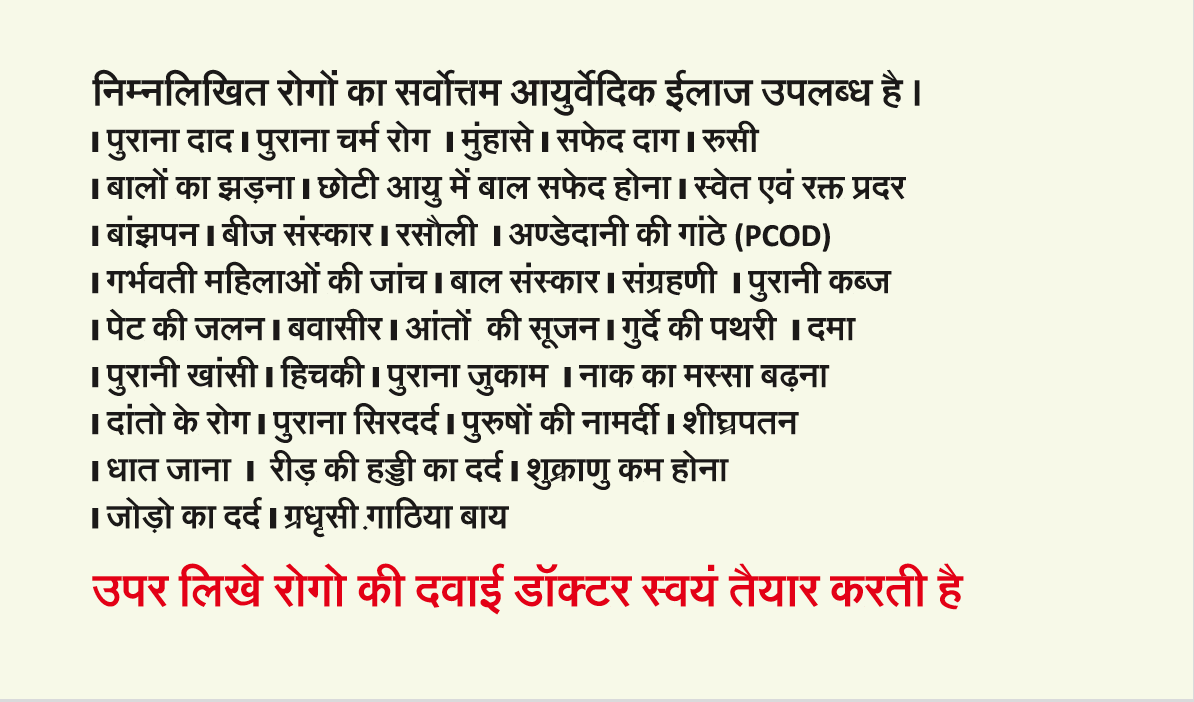 निम्नलिखित रोगों का सर्वोत्तम आयुर्वेदिक ईलाज उपलब्ध है ।
। पुराना दाद । पुराना चर्म रोग । मुंहासे । सफेद दाग । रुसी
। बालों का झड़ना । छोटी आयु में बाल सफेद होना । स्वेत एवं रक्त प्रदर
। बांझपन । बीज संस्कार । रसौली । अण्डेदानी की गांठे (PCOD)
। गर्भवती महिलाओं की जांच । बाल संस्कार । संग्रहणी । पुरानी कब्ज
। पेट की जलन । बवासीर । आंतों की सूजन । गुर्दे की पथरी । दमा
। पुरानी खांसी । हिचकी । पुराना जुकाम । नाक का मस्सा बढ़ना
। दांतो के रोग । पुराना सिरदर्द । पुरुषों की नामर्दी । शीघ्रपतन
। धात जाना । रीड़ की हड्डी का दर्द । शुक्राणु कम होना
। जोड़ो का दर्द । ग्रधृसी .गाठिया बाय
उपर लिखे रोगो की दवाई डॉक्टर स्वयं तैयार करती है